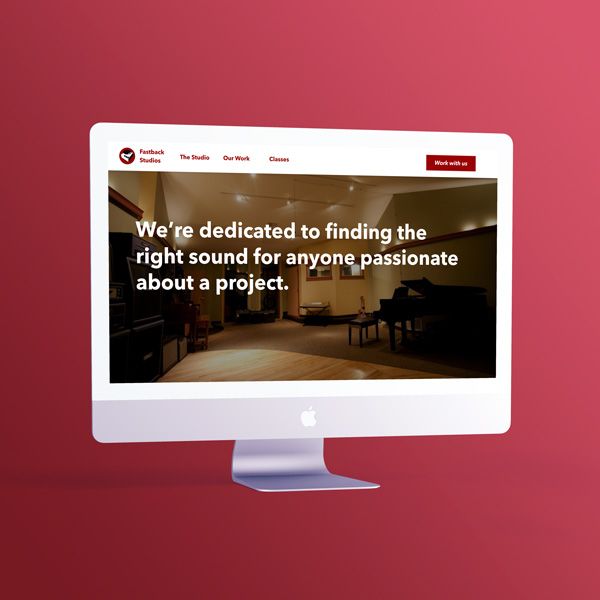 Fastback
Studios
The Studio
Our Work
Classes
Work with us
We're dedicated to finding the
right sound for anyone passionate
about a project.